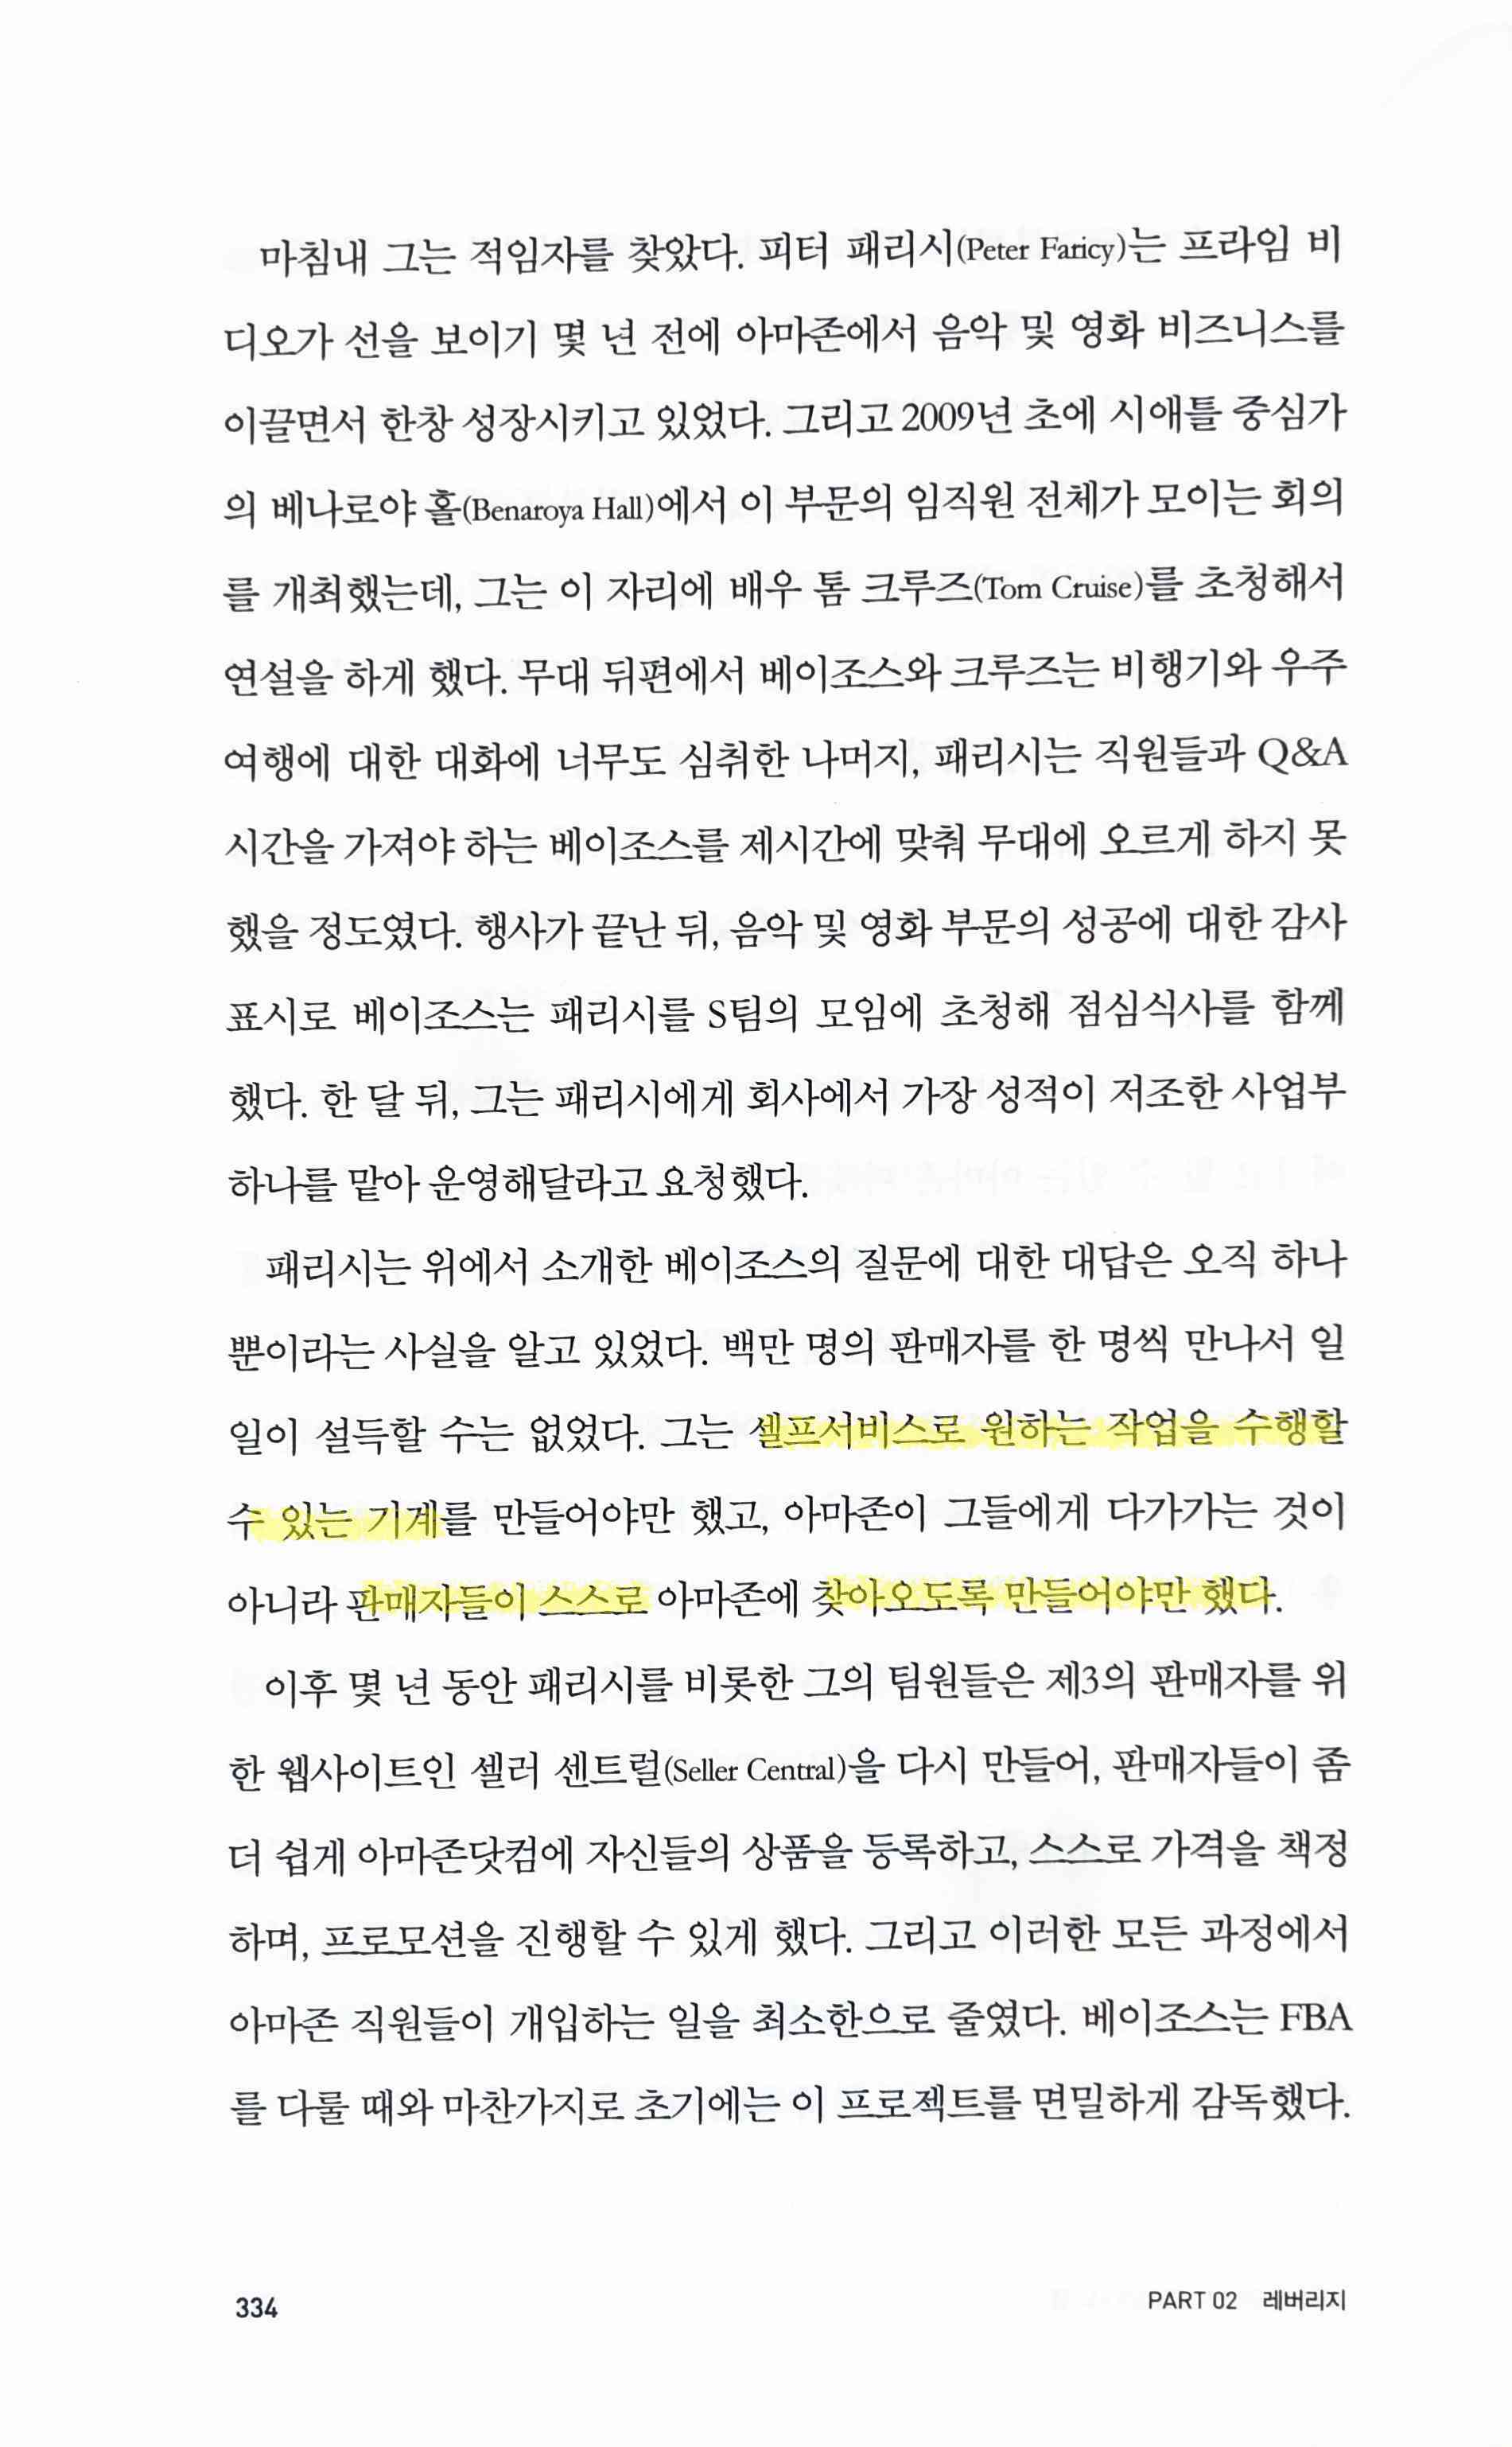 마침내 그는 적임자를 찾았다. 피터 패리시(Peter Faricy)는 프라임 비
디오가 선을 보이기 몇 년 전에 아마존에서 음악 및 영화 비즈니스를
이끌면서 한창 성장시키고 있었다. 그리고 2009년 초에 시애틀 중심가
의 베나로야 홀(Benaroya Hall)에서 이 부문의 임직원 전체가 모이는 회의
를 개최했는데, 그는 이 자리에 배우 톰 크루즈(Tom Cruise)를 초청해서
연설을 하게 했다. 무대 뒤편에서 베이조스와 크루즈는 비행기와 우주
여행에 대한 대화에 너무도 심취한 나머지, 패리시는 직원들과 Q&A
시간을 가져야 하는 베이조스를 제시간에 맞춰 무대에 오르게 하지 못
했을 정도였다. 행사가 끝난 뒤, 음악 및 영화 부문의 성공에 대한 감사
표시로 베이조스는 패리시를 S팀의 모임에 초청해 점심식사를 함께
했다. 한 달 뒤, 그는 패리시에게 회사에서 가장 성적이 저조한 사업부
하나를 맡아 운영해달라고 요청했다.
패리시는 위에서 소개한 베이조스의 질문에 대한 대답은 오직 하나
뿐이라는 사실을 알고 있었다. 백만 명의 판매자를 한 명씩 만나서 일
일이 설득할 수는 없었다. 그는 셀프서비스로 원하는 작업을 수행할
수 있는 기계를 만들어야만 했고, 아마존이 그들에게 다가가는 것이
아니라 판매자들이 스스로 아마존에 찾아오도록 만들어야만 했다.
이후 몇 년 동안 패리시를 비롯한 그의 팀원들은 제3의 판매자를 위
한 웹사이트인 셀러 센트럴(Seller Central)을 다시 만들어, 판매자들이 좀
더 쉽게 아마존닷컴에 자신들의 상품을 등록하고, 스스로 가격을 책정
하며, 프로모션을 진행할 수 있게 했다. 그리고 이러한 모든 과정에서
아마존 직원들이 개입하는 일을 최소한으로 줄였다. 베이조스는 FBA
를 다룰 때와 마찬가지로 초기에는 이 프로젝트를 면밀하게 감독했다.
334
PART 02 레버리지